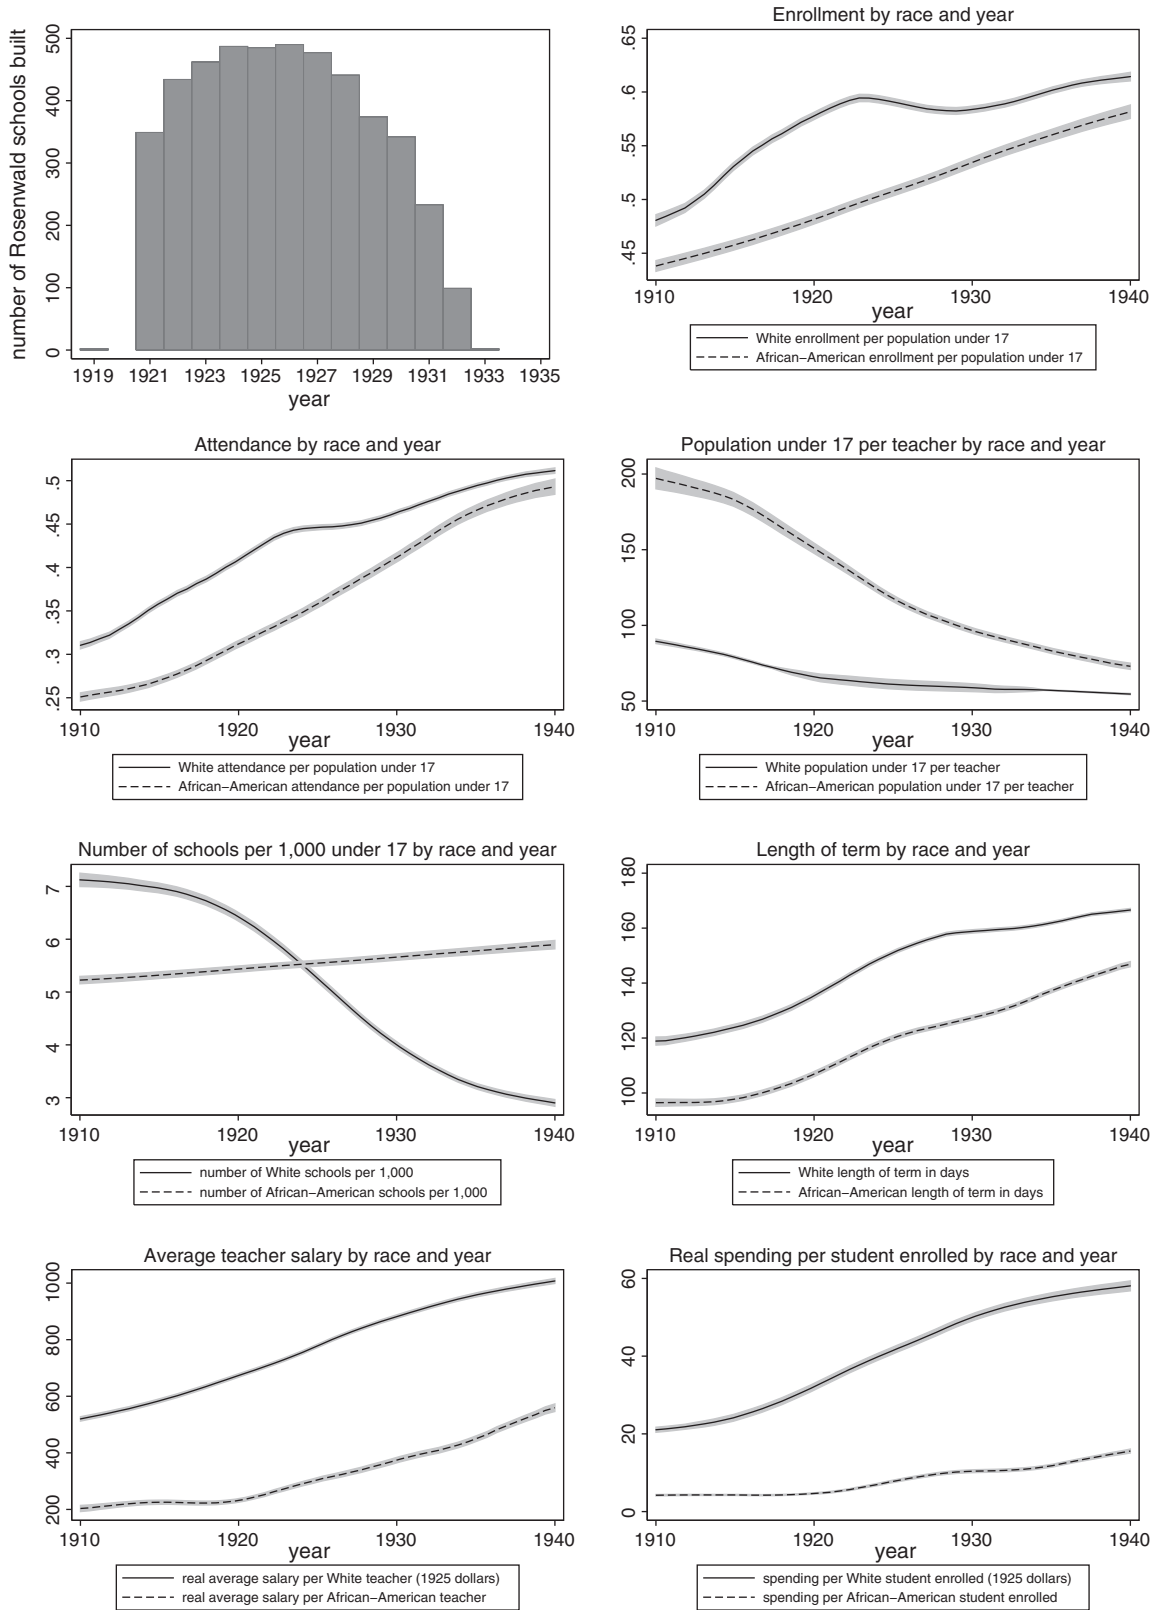 number of Rosenwald schools built
500
400
300
200
100
0
1919 1921 1923 1925 1927 1929 1931 1933 1935
year
Enrollment by race and year
.65
.6
.55
.5
.45
1910 1920 1930 1940
year
White enrollment per population under 17
African−American enrollment per population under 17
Attendance by race and year
.5
.45
.4
.35
.3
.25
1910 1920 1930 1940
year
White attendance per population under 17
African−American attendance per population under 17
Population under 17 per teacher by race and year
200
150
100
50
1910 1920 1930 1940
year
White population under 17 per teacher
African−American population under 17 per teacher
Number of schools per 1,000 under 17 by race and year
7
6
5
4
3
1910 1920 1930 1940
year
number of White schools per 1,000
number of African−American schools per 1,000
Length of term by race and year
180
160
140
120
100
1910 1920 1930 1940
year
White length of term in days
African−American length of term in days
Average teacher salary by race and year
1000
800
600
400
200
1910 1920 1930 1940
year
real average salary per White teacher (1925 dollars)
real average salary per African−American teacher
Real spending per student enrolled by race and year
60
40
20
0
1910 1920 1930 1940
year
spending per White student enrolled (1925 dollars)
spending per African−American student enrolled